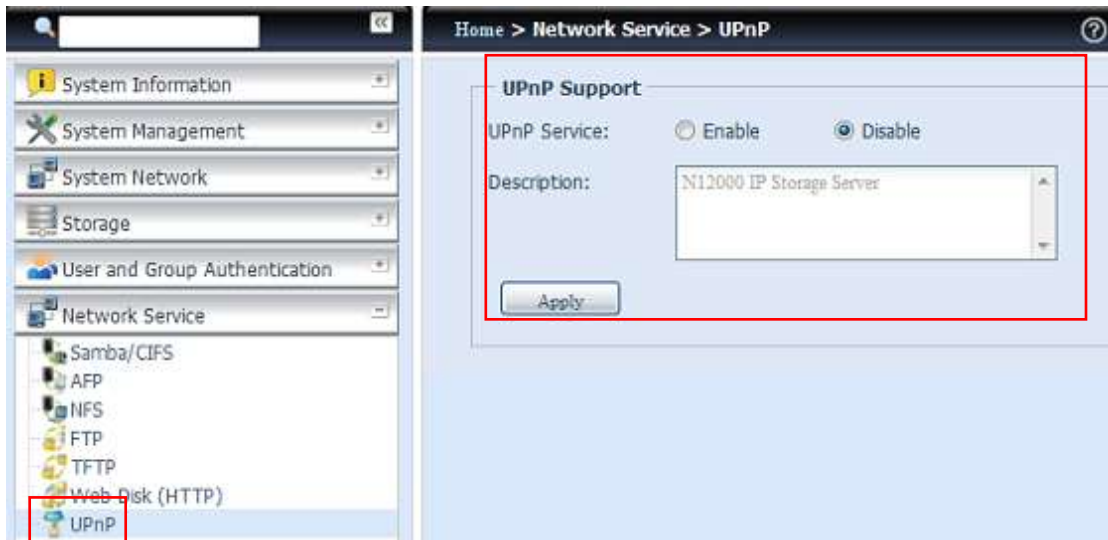 Home > Network Service > UPnP
System Information
System Management
System Network
Storage
User and Group Authentication
Network Service
Samba/CIFS
AFP
NFS
FTP
TFTP
Web Disk (HTTP)
UPnP
UPnP Support
UPnP Service: Enable Disable
Description: N12000 IP Storage Server
Apply